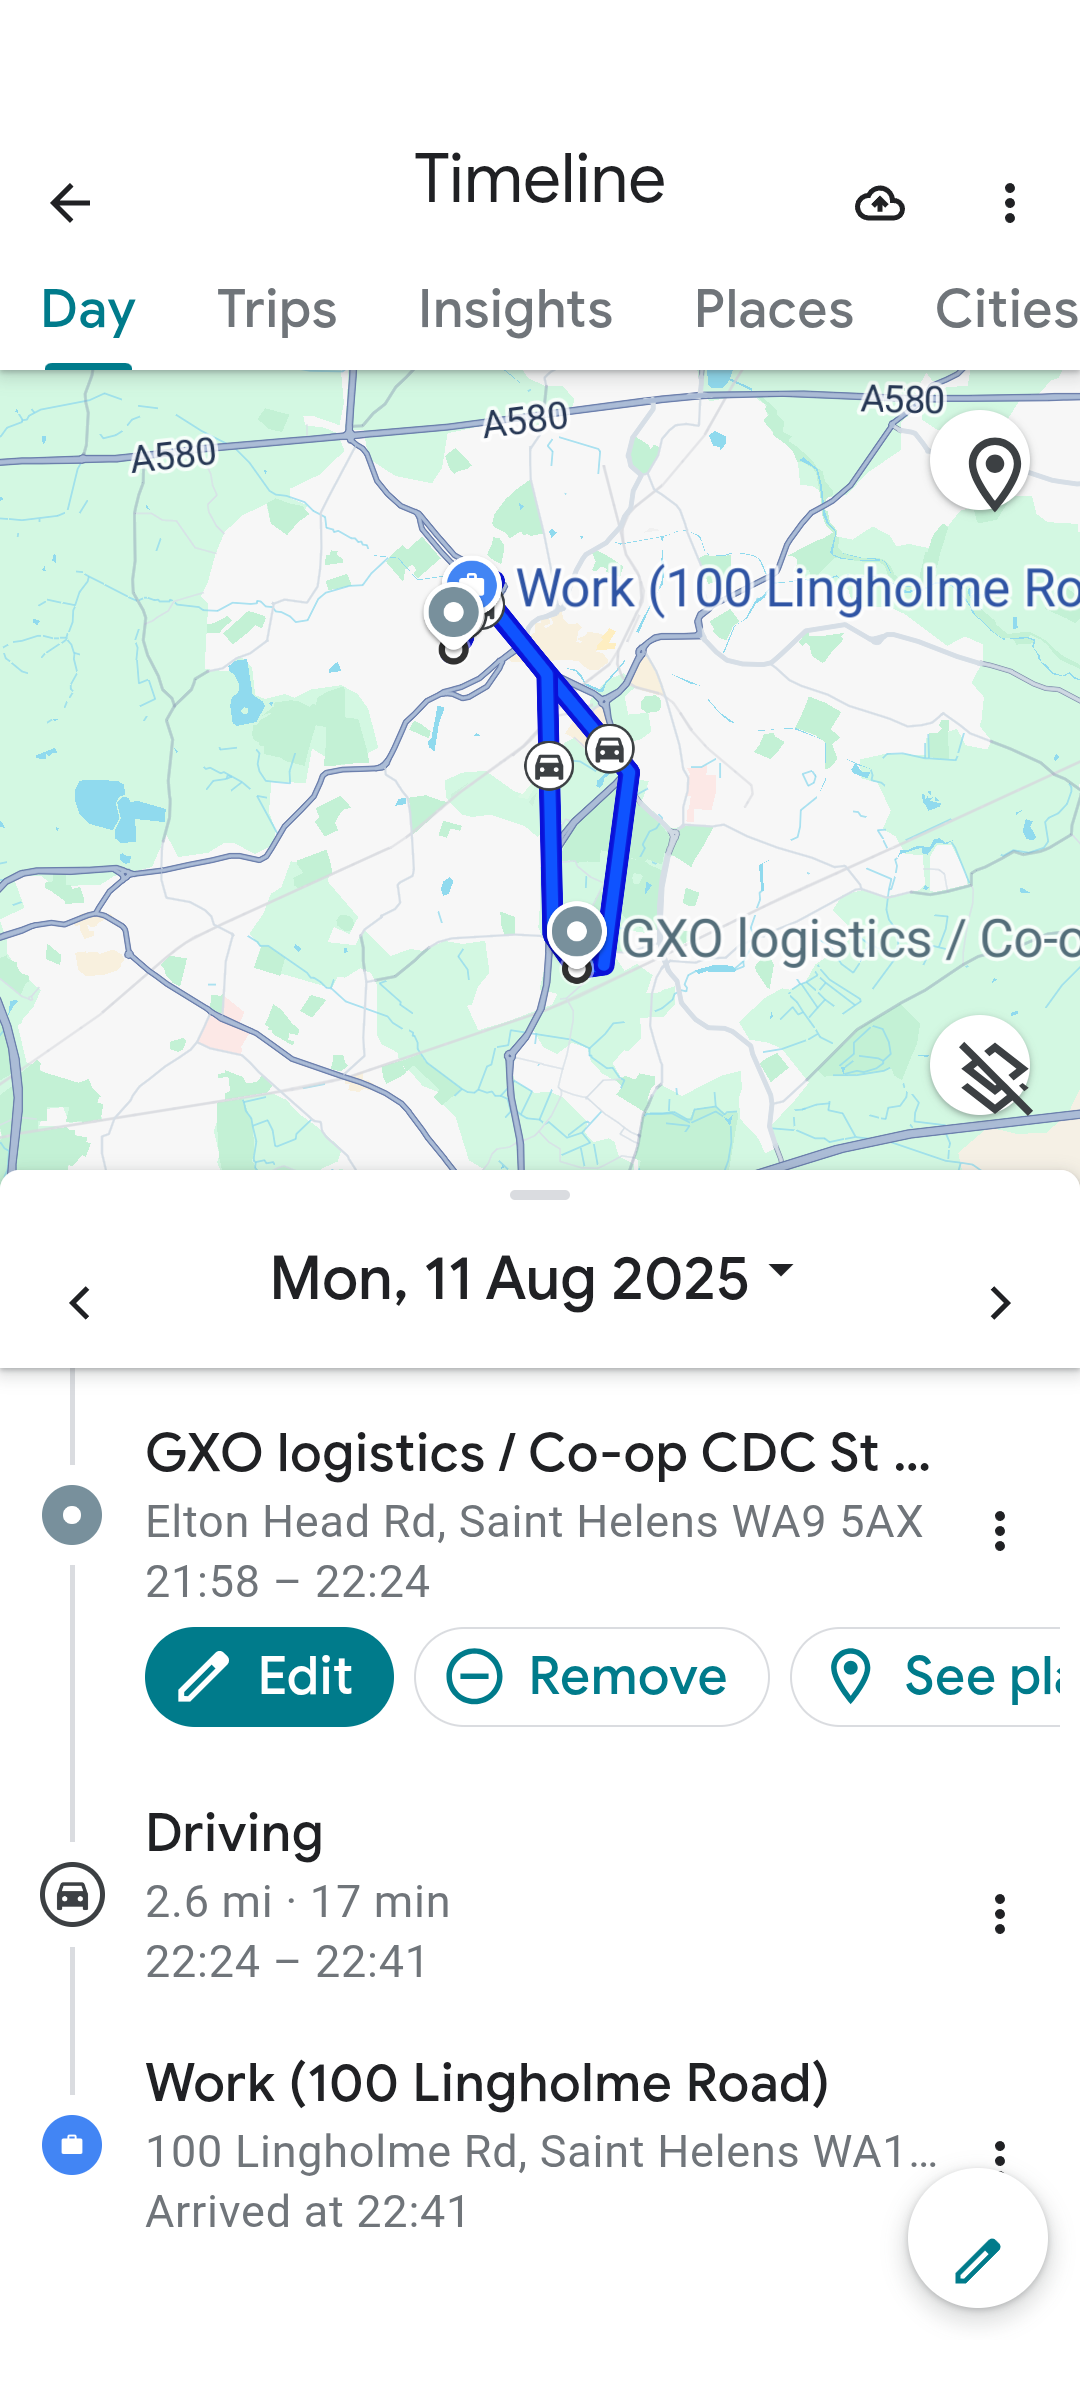 Timeline
Day Trips Insights Places Cities
A580
A580
A580
Work (100 Lingholme Ro
GXO logistics / Co-o
Mon, 11 Aug 2025
GXO logistics / Co-op CDC St ...
Elton Head Rd, Saint Helens WA9 5AX
21:58 – 22:24
Edit Remove See pla
Driving
2.6 mi · 17 min
22:24 – 22:41
Work (100 Lingholme Road)
100 Lingholme Rd, Saint Helens WA1...
Arrived at 22:41